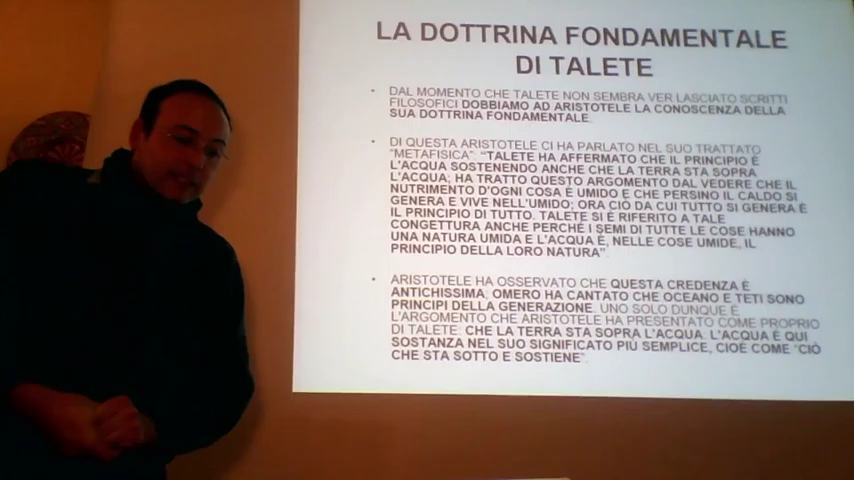 LA DOTTRINA FONDAMENTALE
DI TALETE
• DAL MOMENTO CHE TALETE NON SEMBRA VER LASCIATO SCRITTI
FILOSOFICI DOBBIAMO AD ARISTOTELE LA CONOSCENZA DELLA
SUA DOTTRINA FONDAMENTALE.
• DI QUESTA ARISTOTELE CI HA PARLATO NEL SUO TRATTATO
"METAFISICA": "TALETE HA AFFERMATO CHE IL PRINCIPIO È
L'ACQUA SOSTENENDO ANCHE CHE LA TERRA STA SOPRA
L'ACQUA; HA TRATTO QUESTO ARGOMENTO DAL VEDERE CHE IL
NUTRIMENTO D'OGNI COSA È UMIDO E CHE PERSINO IL CALDO SI
GENERA E VIVE NELL'UMIDO; ORA CIÒ DA CUI TUTTO SI GENERA È
IL PRINCIPIO DI TUTTO. TALETE SI È RIFERITO A TALE
CONGETTURA ANCHE PERCHÉ I SEMI DI TUTTE LE COSE HANNO
UNA NATURA UMIDA E L'ACQUA È, NELLE COSE UMIDE, IL
PRINCIPIO DELLA LORO NATURA"
• ARISTOTELE HA OSSERVATO CHE QUESTA CREDENZA È
ANTICHISSIMA, OMERO HA CANTATO CHE OCEANO E TETI SONO
PRINCIPI DELLA GENERAZIONE. UNO SOLO DUNQUE È
L'ARGOMENTO CHE ARISTOTELE HA PRESENTATO COME PROPRIO
DI TALETE: CHE LA TERRA STA SOPRA L'ACQUA. L'ACQUA È QUI
SOSTANZA NEL SUO SIGNIFICATO PIÙ SEMPLICE, CIOÈ COME "CIÒ
CHE STA SOTTO E SOSTIENE".